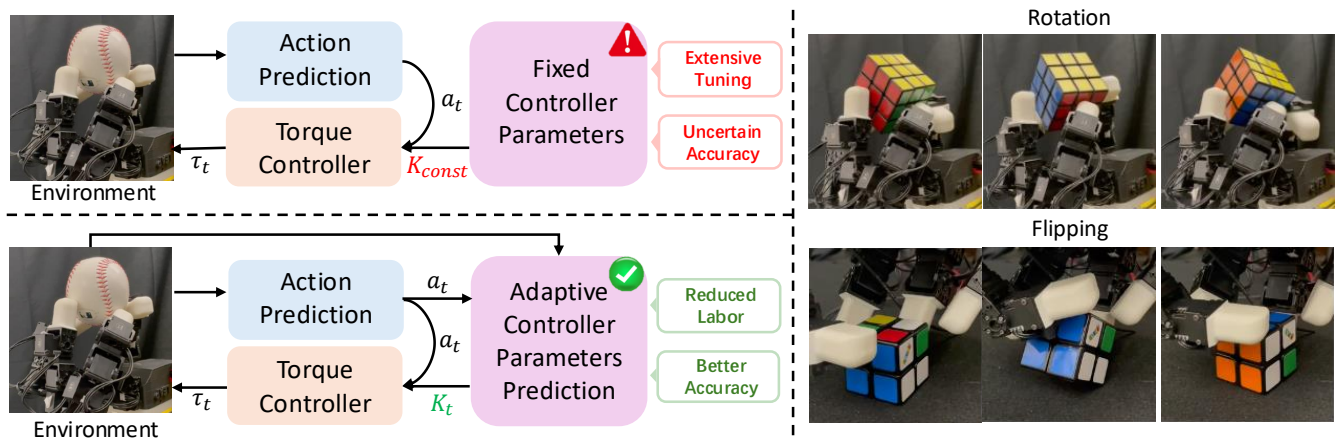 Action
Prediction
a_t
Torque
Controller
τ_t
K_const
Fixed
Controller
Parameters
Extensive
Tuning
Uncertain
Accuracy
Environment
Action
Prediction
a_t
a_t
Torque
Controller
τ_t
K_t
Adaptive
Controller
Parameters
Prediction
Reduced
Labor
Better
Accuracy
Environment
Rotation
Flipping